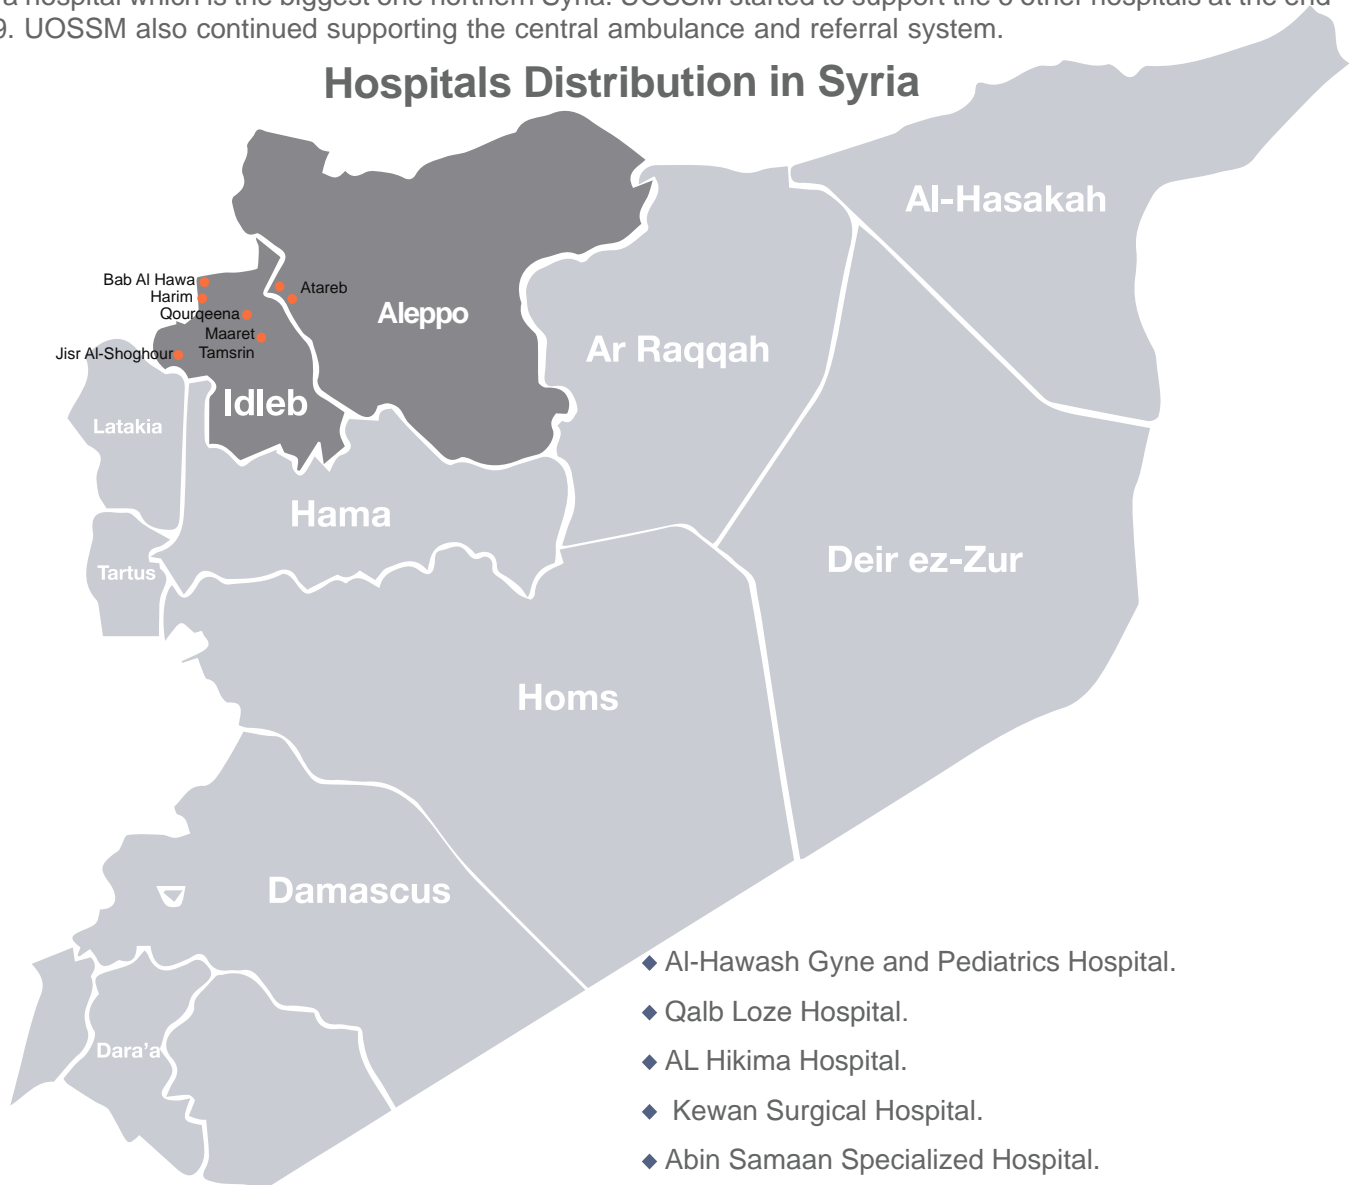 a hospital which is the biggest one northern Syria. UOSSM started to support the 6 other hospitals at the end
9. UOSSM also continued supporting the central ambulance and referral system.
Hospitals Distribution in Syria
Al-Hasakah
Bab Al Hawa
Harim
Atareb
Qourqeena
Aleppo
Maaret
Tamsrin
Jisr Al-Shoghour
Ar Raqqah
Idleb
Latakia
Hama
Deir ez-Zur
Tartus
Homs
Damascus
Dara'a
Al-Hawash Gyne and Pediatrics Hospital.
Qalb Loze Hospital.
AL Hikima Hospital.
Kewan Surgical Hospital.
Abin Samaan Specialized Hospital.